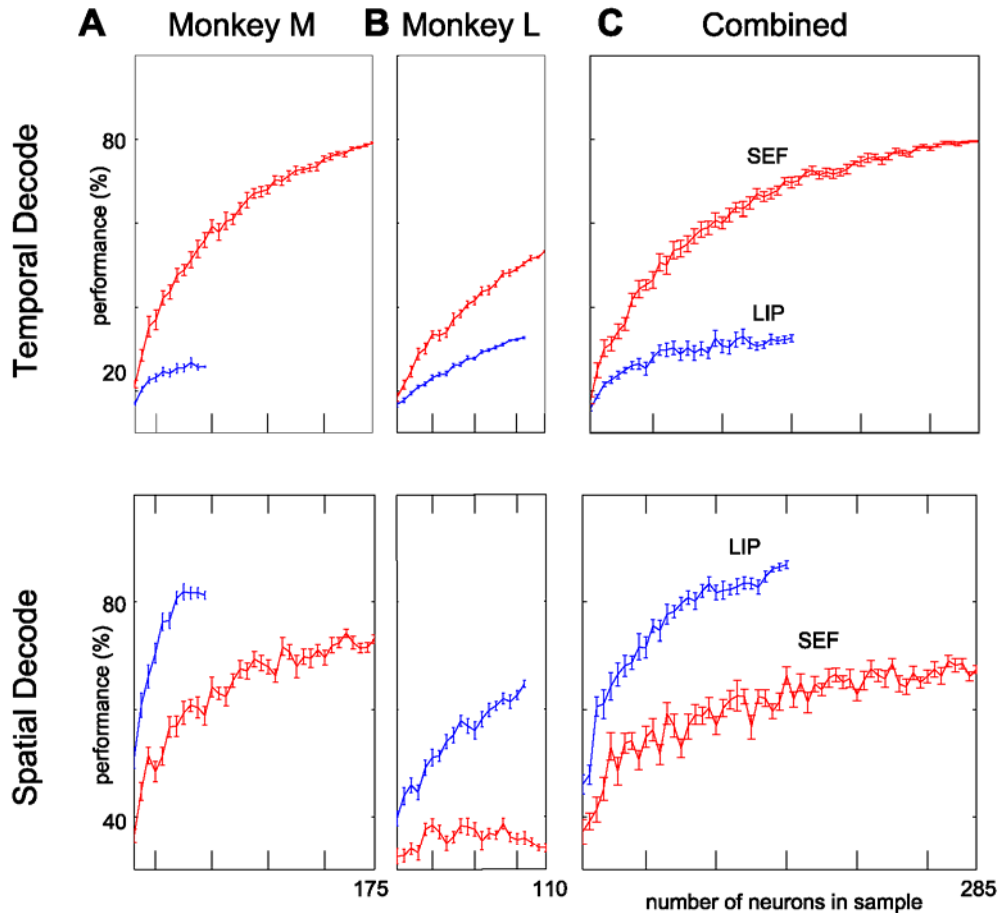 A Monkey M
B Monkey L
C Combined
Temporal Decode
performance (%)
80
20
SEF
LIP
Spatial Decode
performance (%)
80
40
LIP
SEF
175
110
number of neurons in sample
285